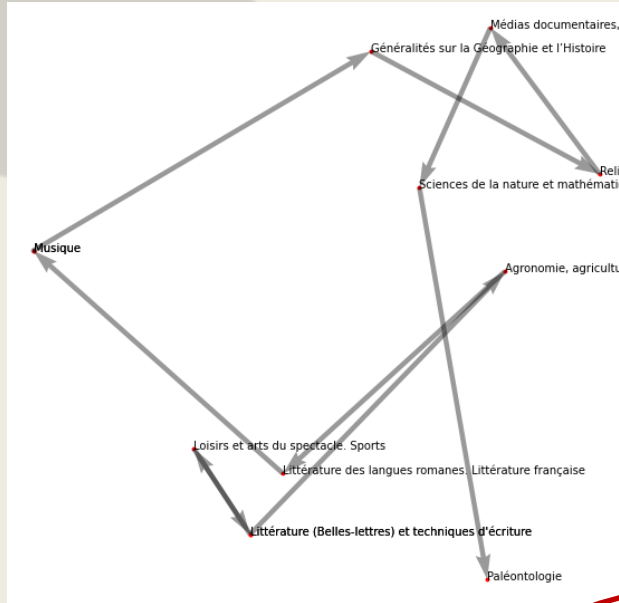 Médias documentaires,
Généralités sur la Géographie et l'Histoire
Reli
Sciences de la nature et mathémati
Musique
Agronomie, agricultu
Loisirs et arts du spectacle. Sports
Littérature des langues romanes. Littérature française
Littérature (Belles-lettres) et techniques d'écriture
Paléontologie